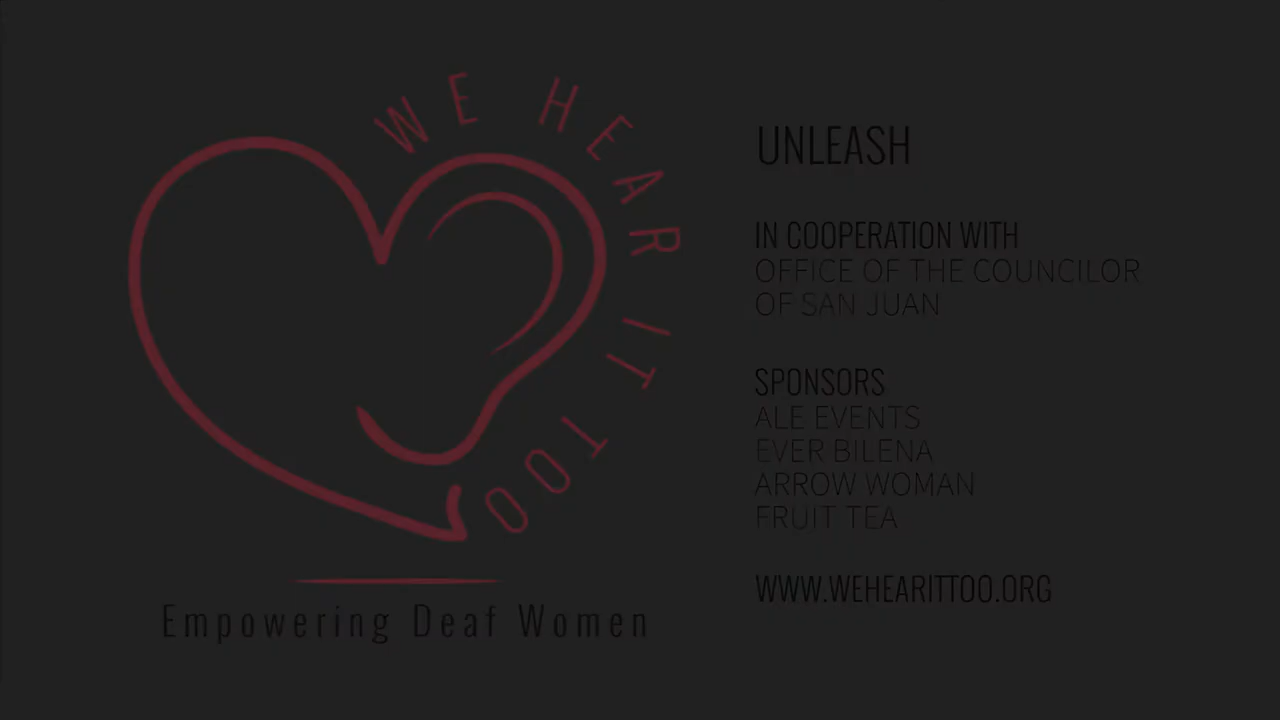 WE HEAR IT TOO
Empowering Deaf Women
UNLEASH
IN COOPERATION WITH
OFFICE OF THE COUNCILOR
OF SAN JUAN
SPONSORS
ALE EVENTS
EVER BILENA
ARROW WOMAN
FRUIT TEA
WWW.WEHEARITTOO.ORG